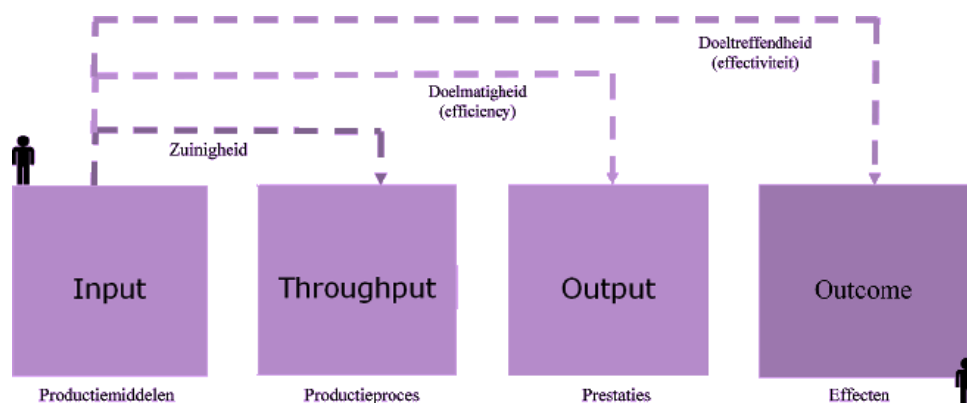 Doeltreffendheid
(effectiviteit)
Doelmatigheid
(efficiency)
Zuinigheid
Input
Throughput
Output
Outcome
Productiemiddelen
Productieproces
Prestaties
Effecten